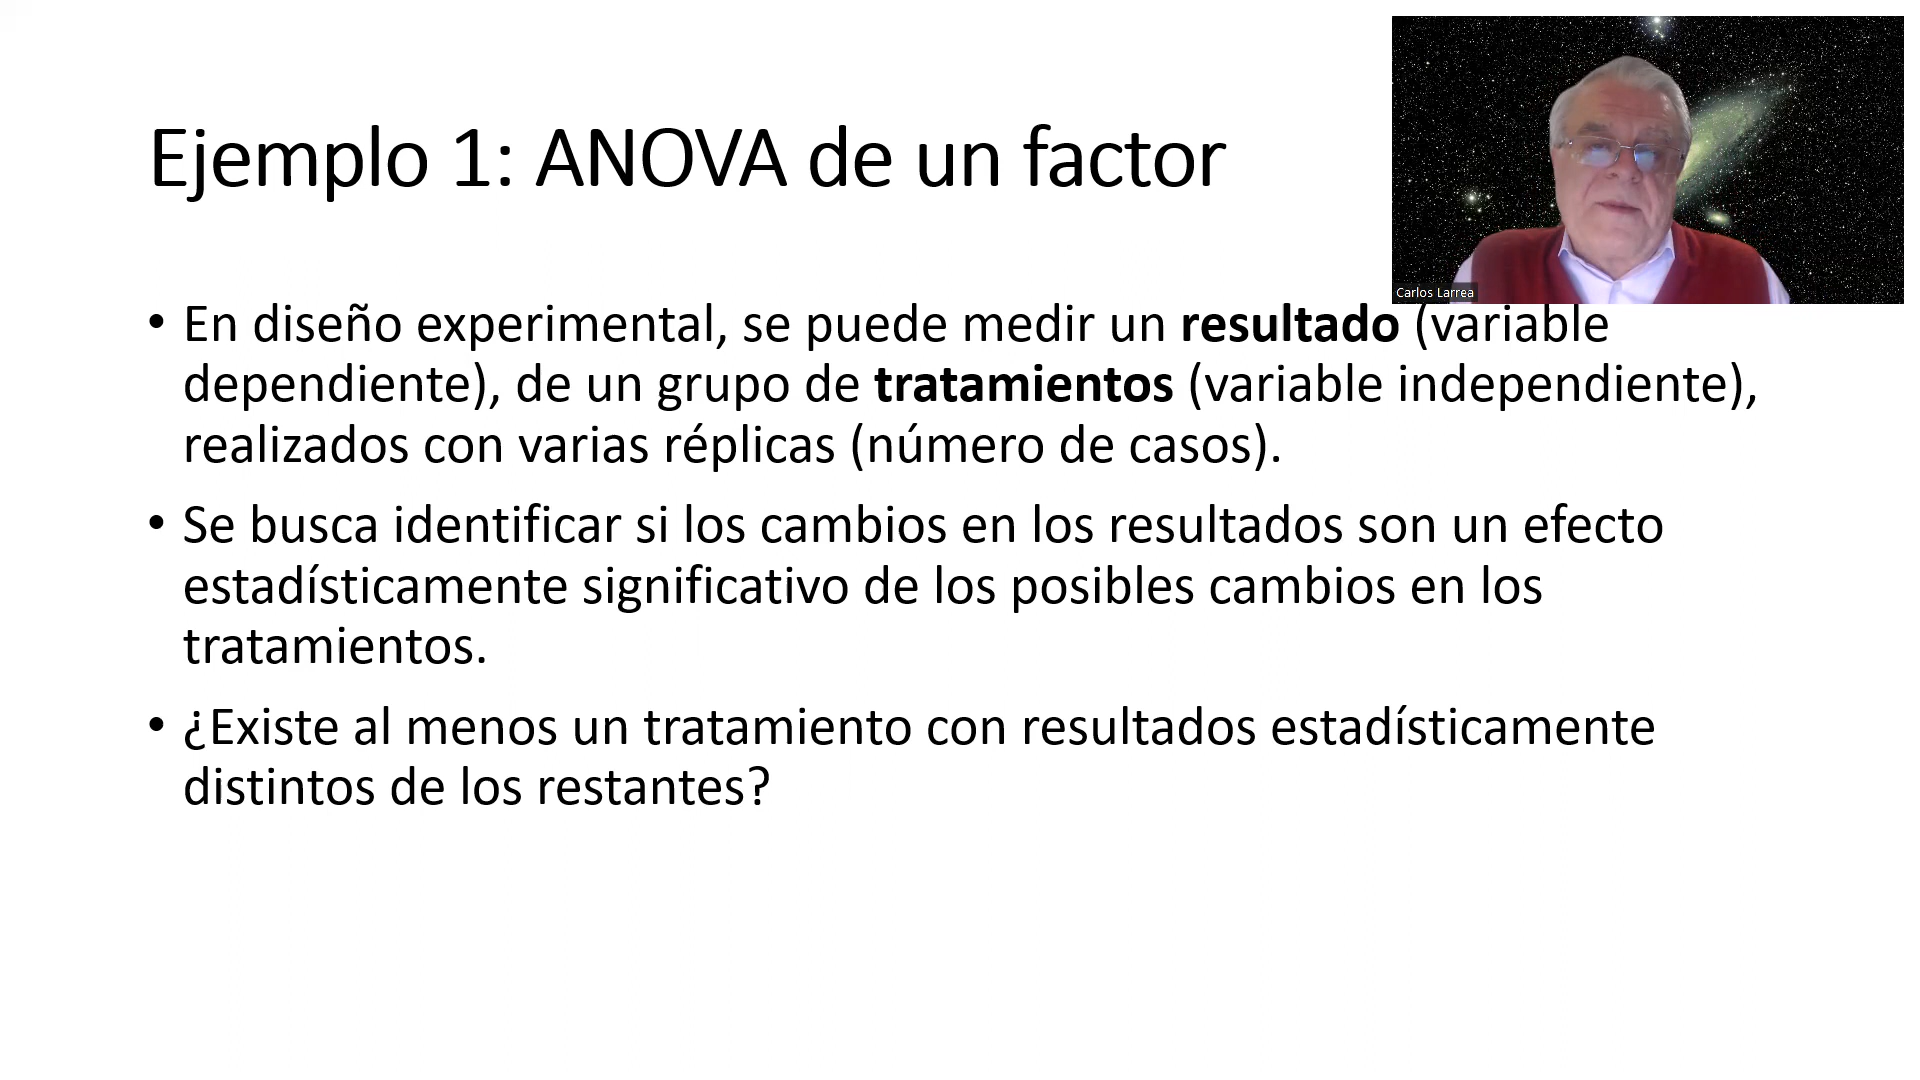 Ejemplo 1: ANOVA de un factor
Carlos Larrea
• En diseño experimental, se puede medir un resultado (variable
dependiente), de un grupo de tratamientos (variable independiente),
realizados con varias réplicas (número de casos).
• Se busca identificar si los cambios en los resultados son un efecto
estadísticamente significativo de los posibles cambios en los
tratamientos.
• ¿Existe al menos un tratamiento con resultados estadísticamente
distintos de los restantes?